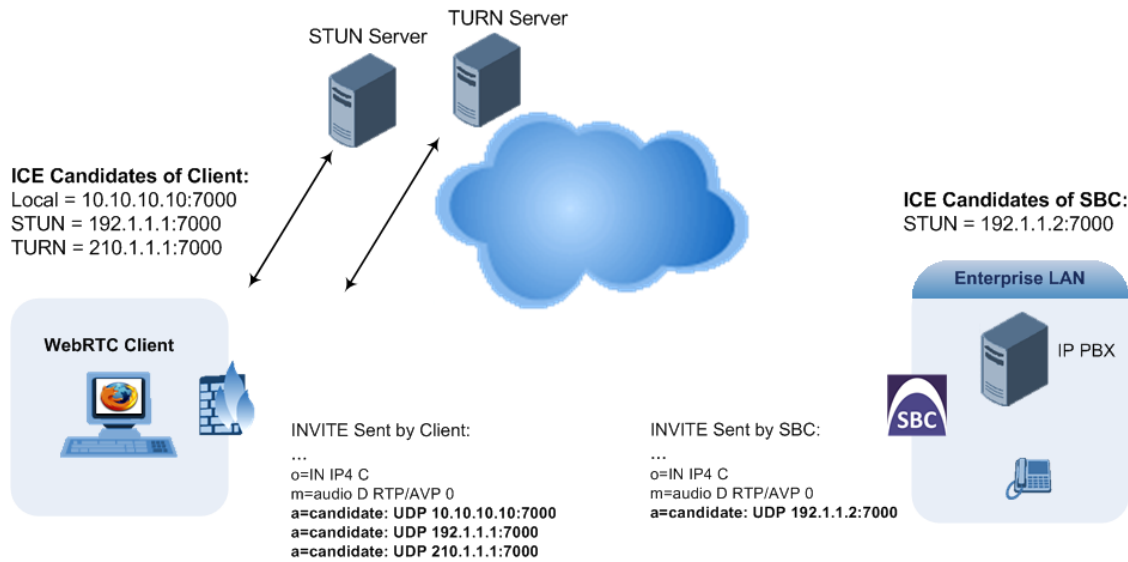 TURN Server
STUN Server
ICE Candidates of Client:
Local = 10.10.10.10:7000
STUN = 192.1.1.1:7000
TURN = 210.1.1.1:7000
ICE Candidates of SBC:
STUN = 192.1.1.2:7000
Enterprise LAN
WebRTC Client
IP PBX
SBC
INVITE Sent by Client:
...
o=IN IP4 C
m=audio D RTP/AVP 0
a=candidate: UDP 10.10.10.10:7000
a=candidate: UDP 192.1.1.1:7000
a=candidate: UDP 210.1.1.1:7000
INVITE Sent by SBC:
...
o=IN IP4 C
m=audio D RTP/AVP 0
a=candidate: UDP 192.1.1.2:7000